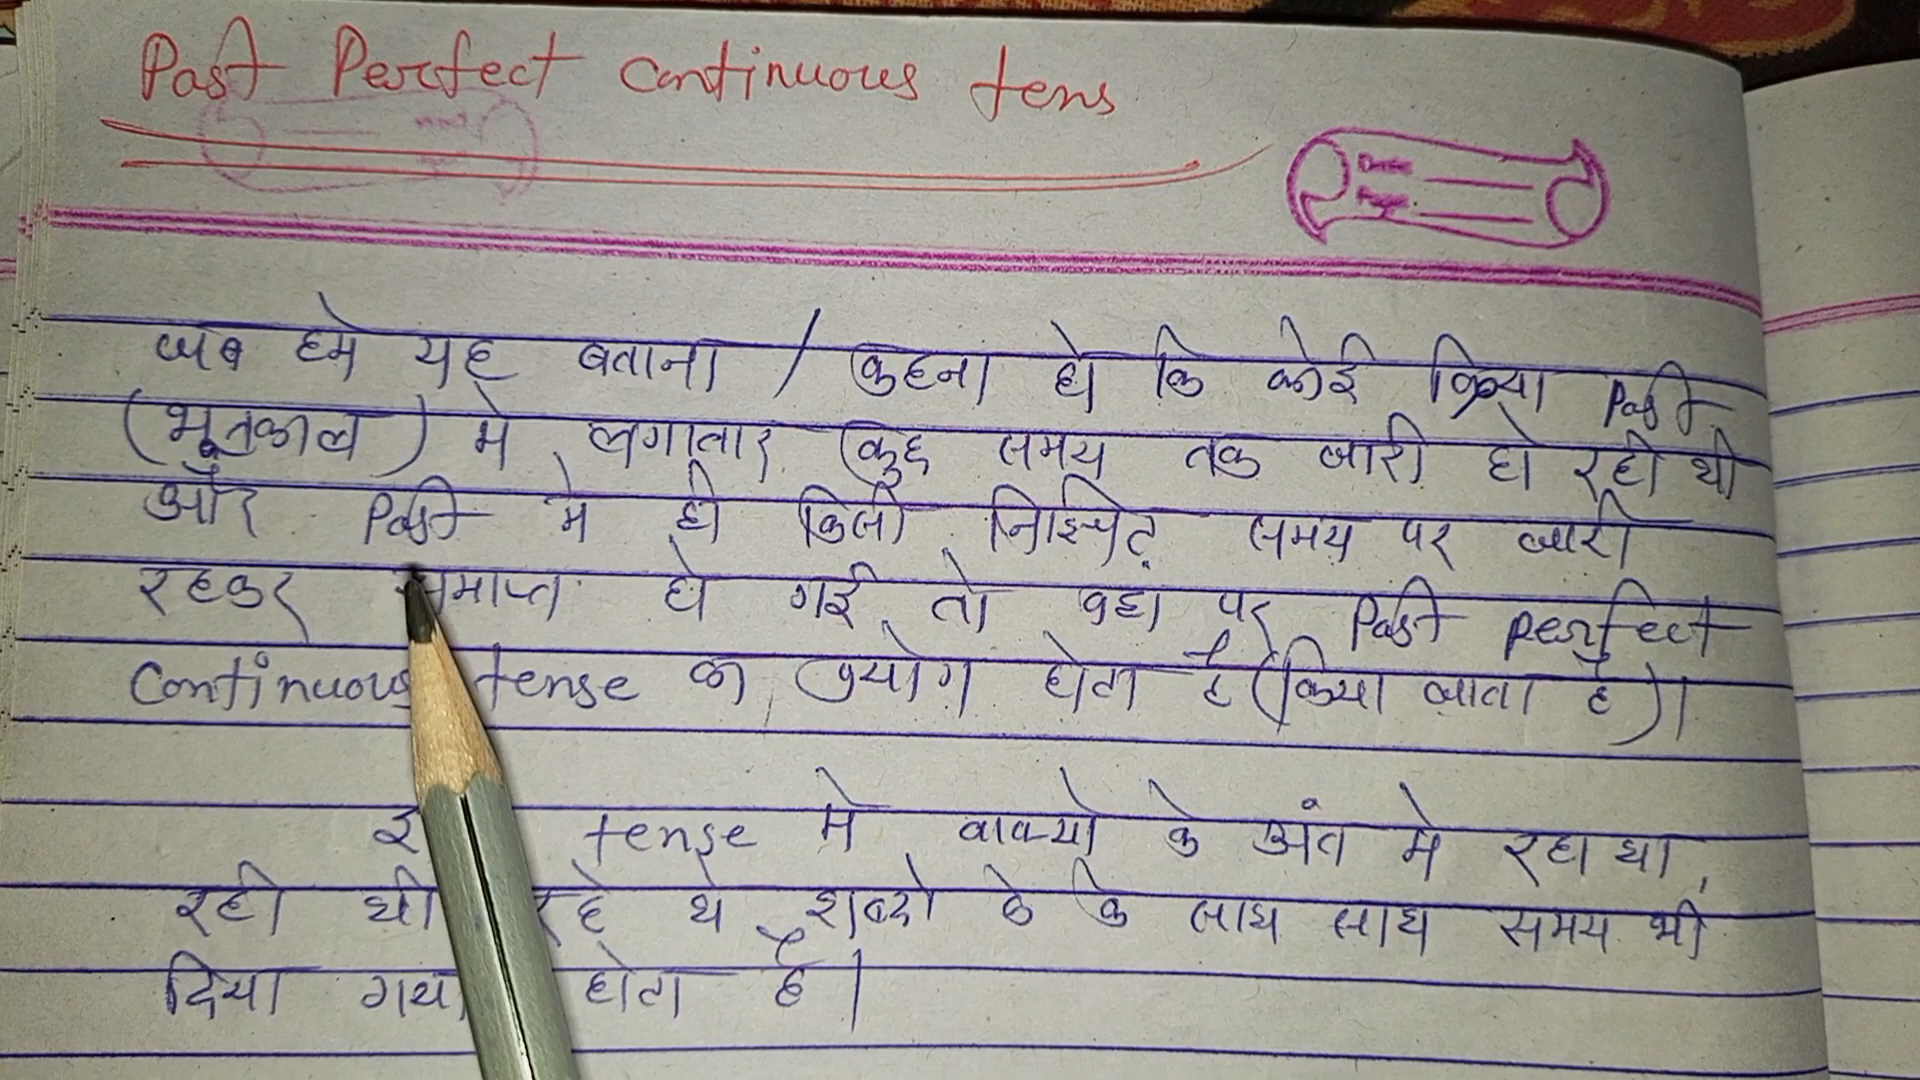 Past Perfect Continuous tens
Date
Page
जब हमे यह बताना / कहना हो कि कोई क्रिया Past
(भूतकाल) मे लगातार कुछ समय तक जारी हो रही थी
और Past मे ही किसी निश्चित समय पर जारी
रहकर समाप्त हो गई तो वहा पर Past perfect
Continuous tense का प्रयोग होता है (किया जाता है)।
tense मे वाक्यो के अंत मे रहा था,
रही थी रहे थे शब्दो के कि साथ साथ समय भी
दिया गया होता है।